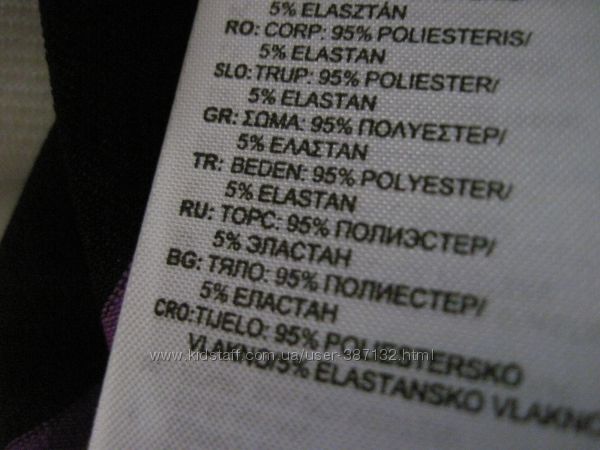 5% ELASZTÁN
RO: CORP: 95% POLIESTERIS/
5% ELASTAN
SLO: TRUP: 95% POLIESTER/
5% ELASTAN
GR: ΣΩΜΑ: 95% ΠΟΛΥΕΣΤΕΡ/
5% ΕΛΑΣΤΑΝ
TR: BEDEN: 95% POLYESTER/
5% ELASTAN
RU: ТОРС: 95% ПОЛИЭСТЕР/
5% ЭЛАСТАН
BG: ТЯЛО: 95% ПОЛИЕСТЕР/
5% ЕЛАСТАН
CRO: TIJELO: 95% POLIESTERSKO
VLAKNO/5% ELASTANSKO VLAKNO
www.kidstaff.com.ua/user-387132.html